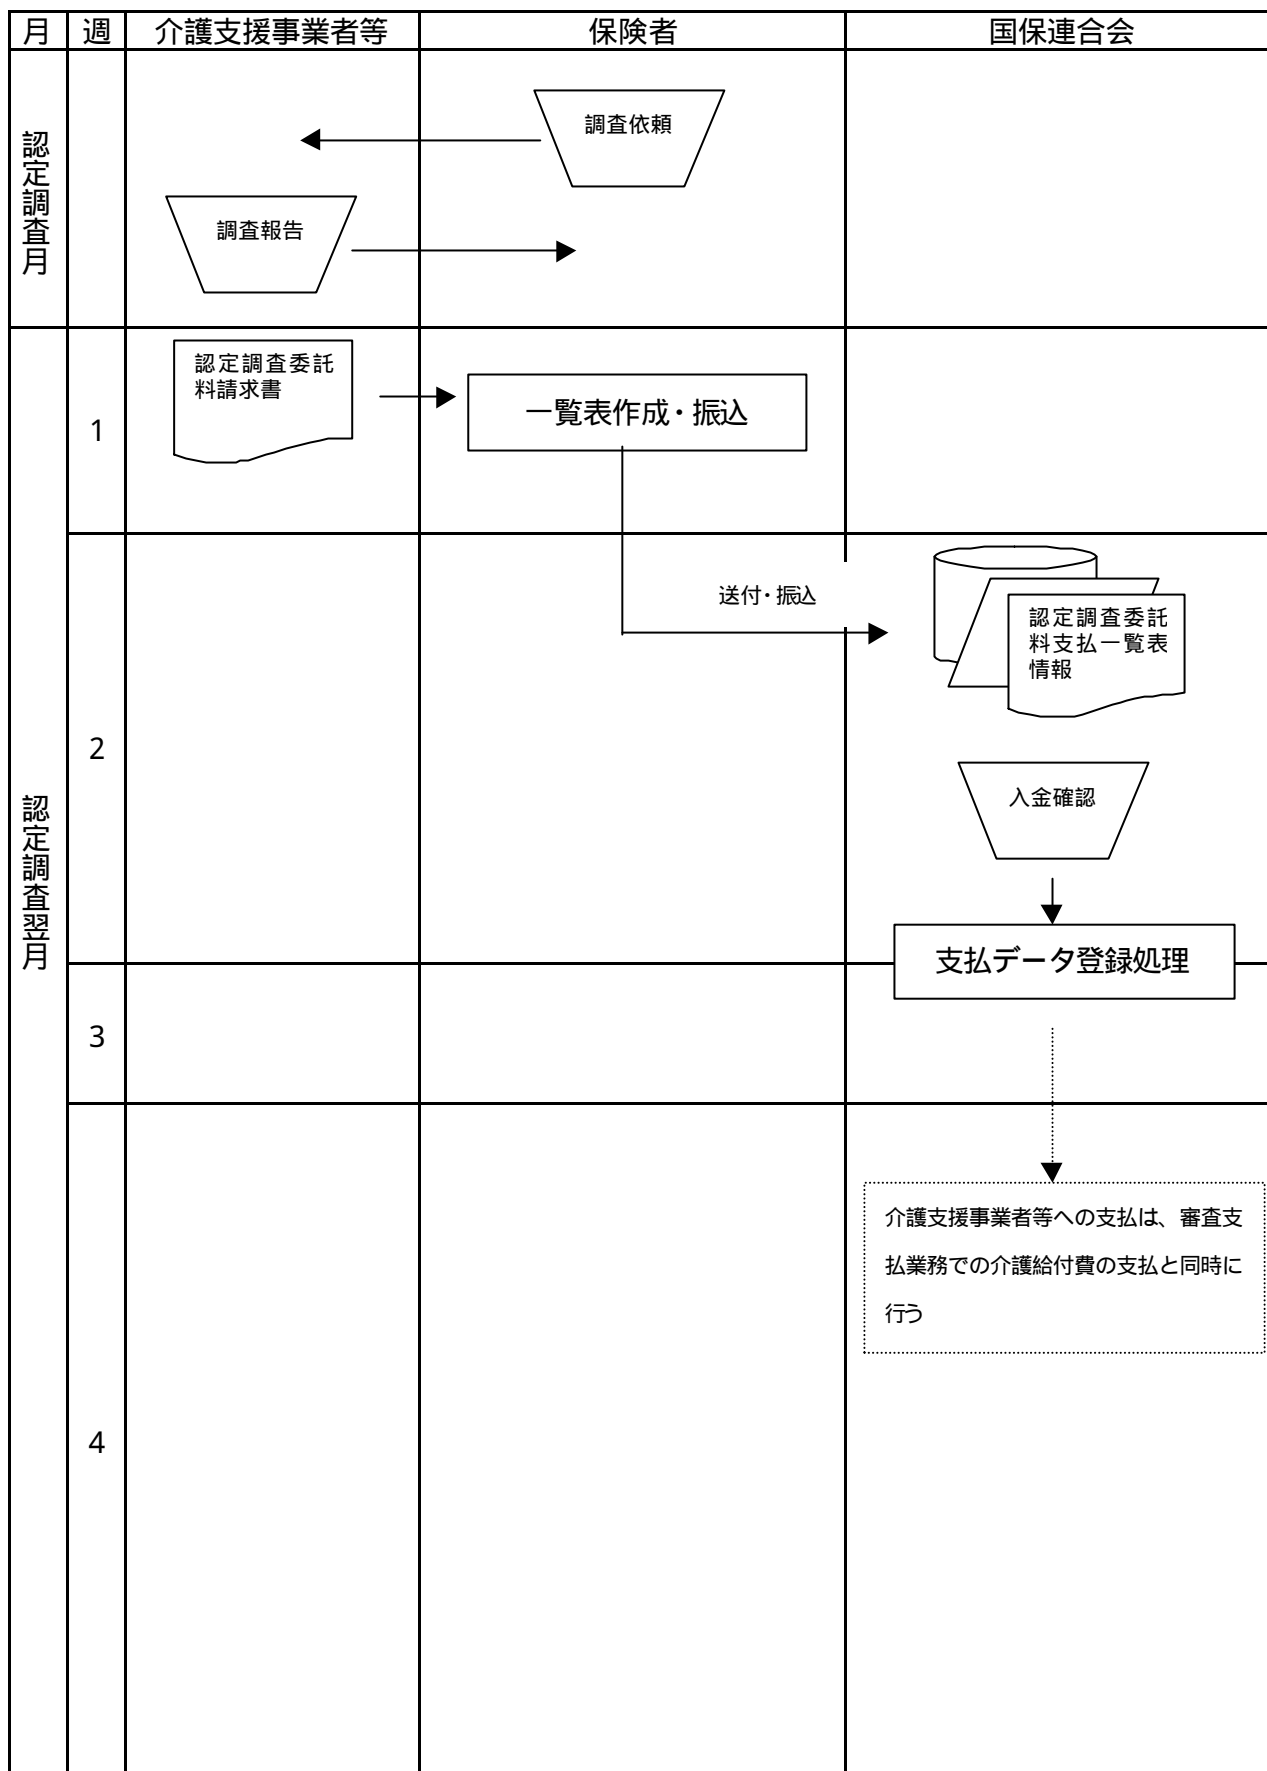 月 週 介護支援事業者等 保険者 国保連合会
認定調査月
調査依頼
調査報告
認定調査翌月
1
認定調査委託
料請求書
一覧表作成・振込
2
送付・振込
認定調査委託
料支払一覧表
情報
入金確認
支払データ登録処理
3
4
介護支援事業者等への支払は、審査支
払業務での介護給付費の支払と同時に
行う